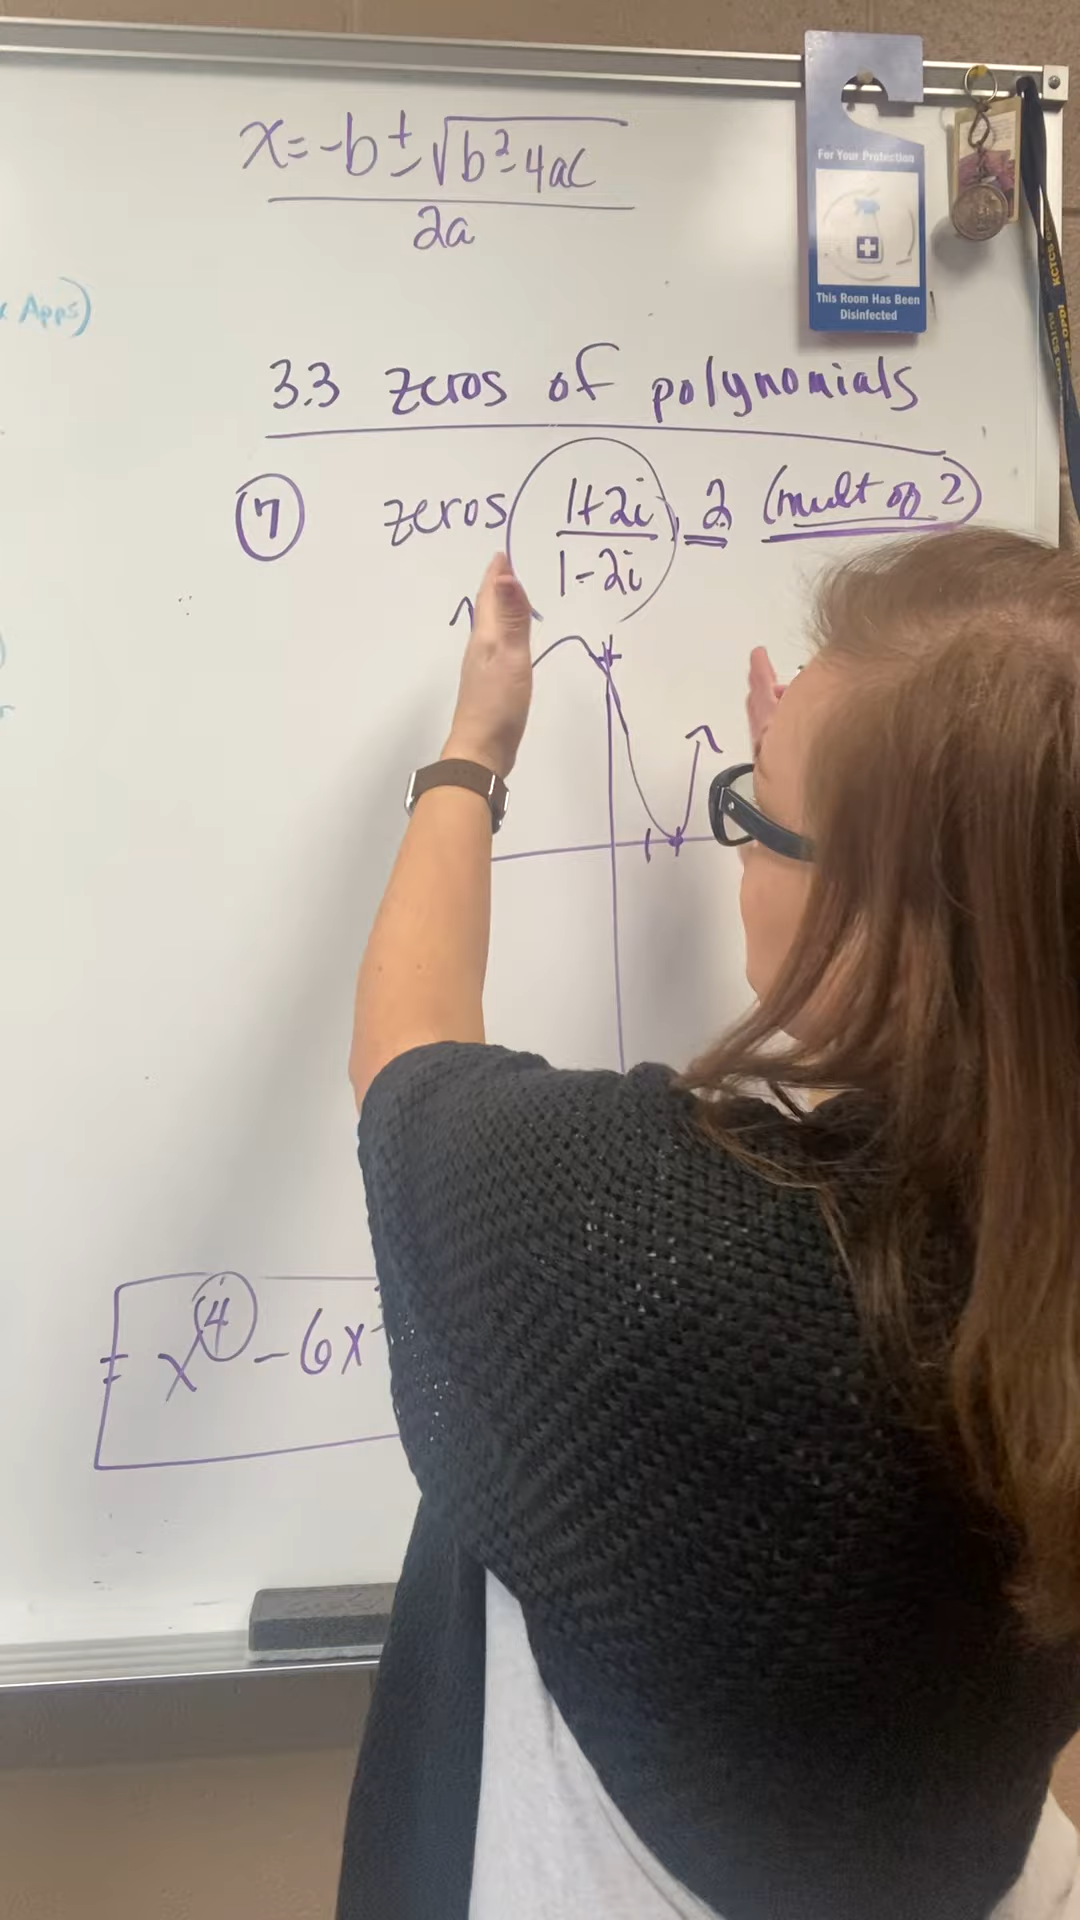 x = -b ± √b² - 4ac
2a
For Your Protection
This Room Has Been
Disinfected
Apps)
KCTCS
3.3 zeros of polynomials
7 zeros 1+2i, 2 (mult of 2)
1-2i
= x⁴ - 6x